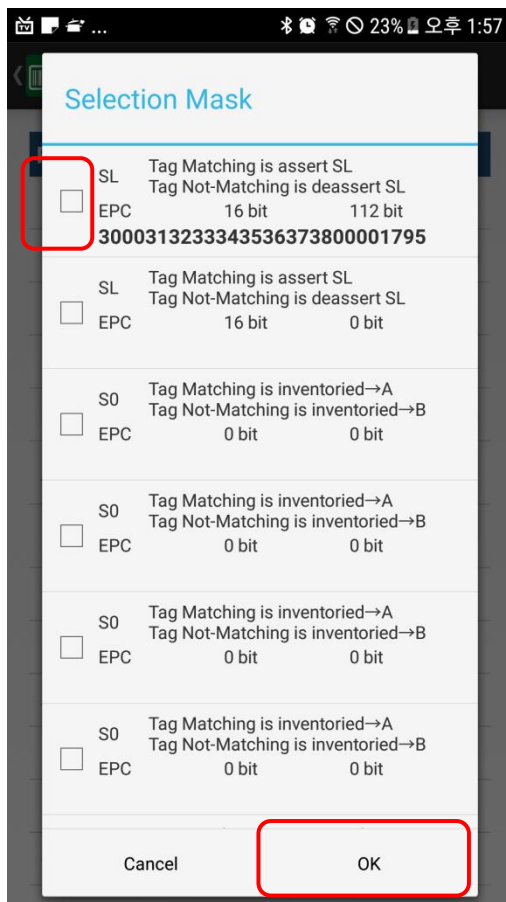 ... 23% 오후 1:57
Selection Mask
SL Tag Matching is assert SL
Tag Not-Matching is deassert SL
EPC 16 bit 112 bit
3000313233343536373800001795
SL Tag Matching is assert SL
Tag Not-Matching is deassert SL
EPC 16 bit 0 bit
S0 Tag Matching is inventoried→A
Tag Not-Matching is inventoried→B
EPC 0 bit 0 bit
S0 Tag Matching is inventoried→A
Tag Not-Matching is inventoried→B
EPC 0 bit 0 bit
S0 Tag Matching is inventoried→A
Tag Not-Matching is inventoried→B
EPC 0 bit 0 bit
S0 Tag Matching is inventoried→A
Tag Not-Matching is inventoried→B
EPC 0 bit 0 bit
Cancel OK